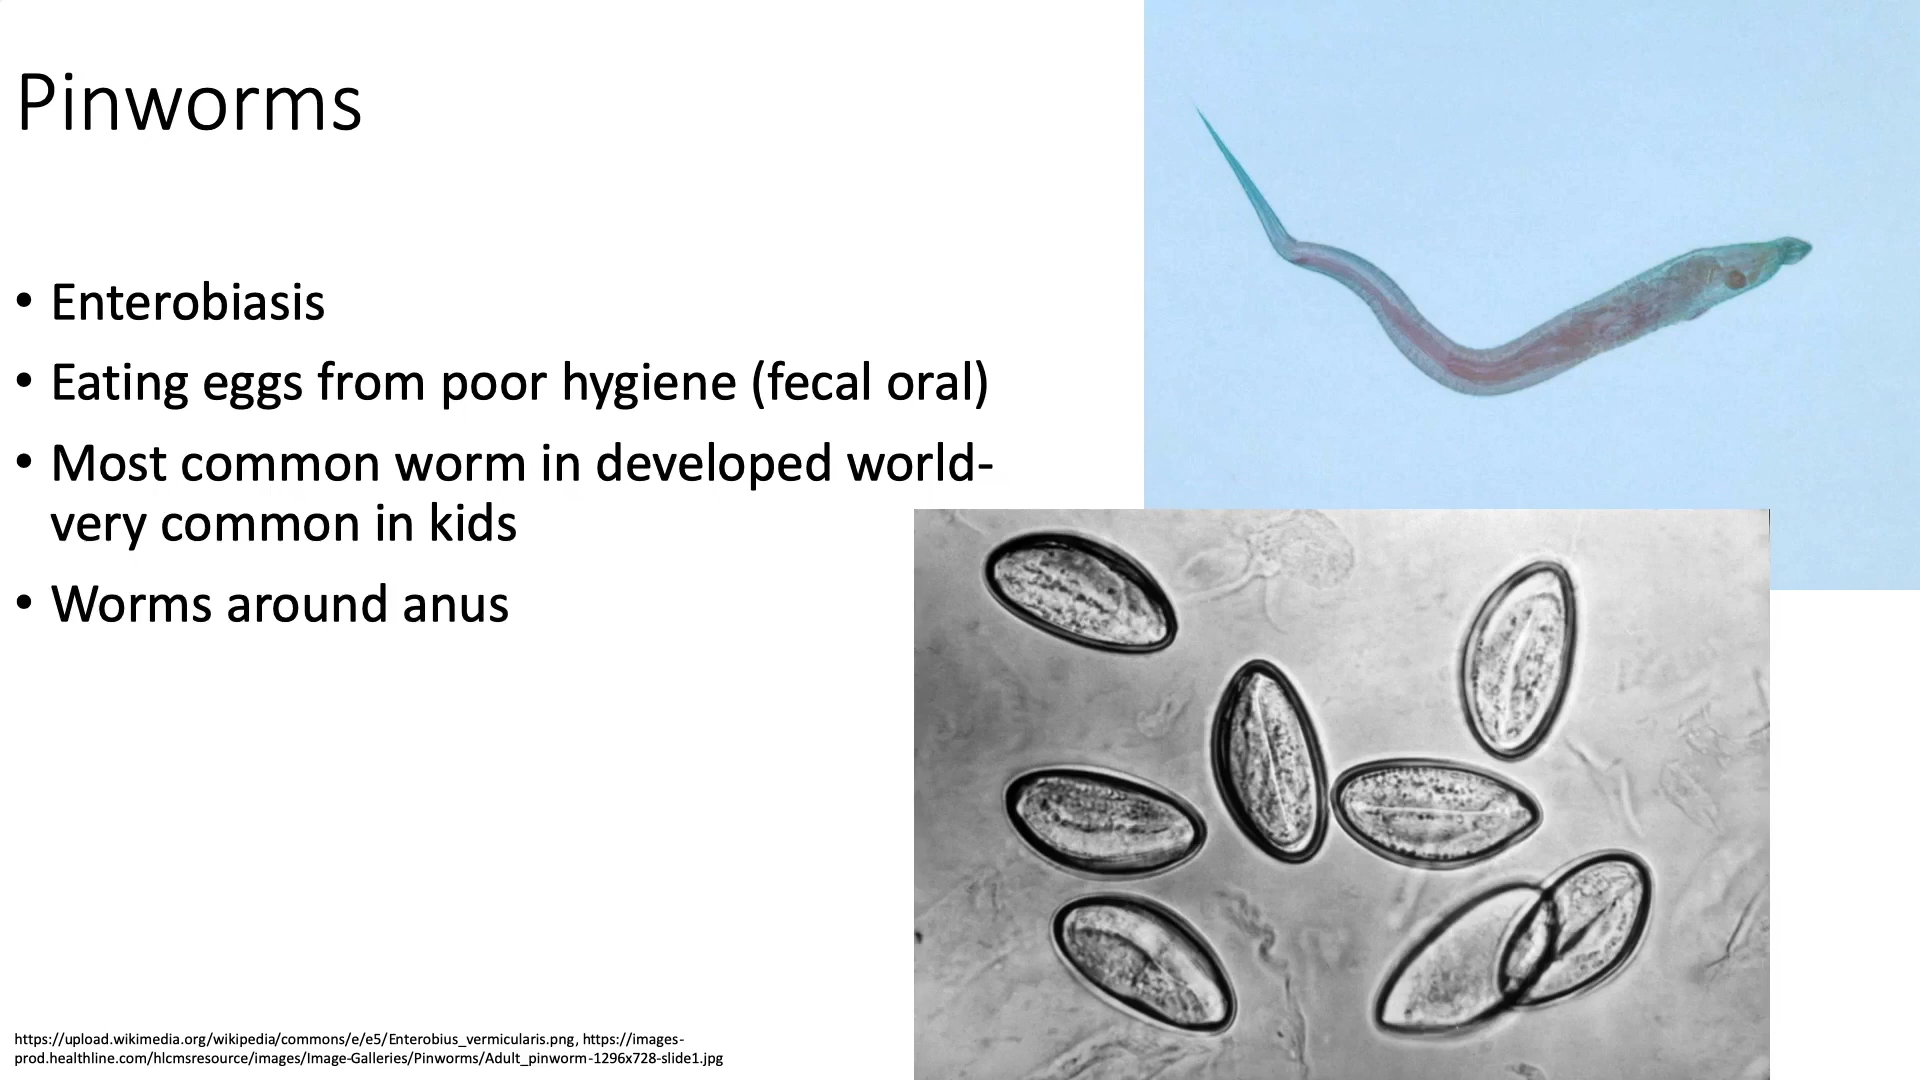 Pinworms
• Enterobiasis
• Eating eggs from poor hygiene (fecal oral)
• Most common worm in developed world-
very common in kids
• Worms around anus
https://upload.wikimedia.org/wikipedia/commons/e/e5/Enterobius_vermicularis.png, https://images-
prod.healthline.com/hlcmsresource/images/Image-Galleries/Pinworms/Adult_pinworm-1296x728-slide1.jpg